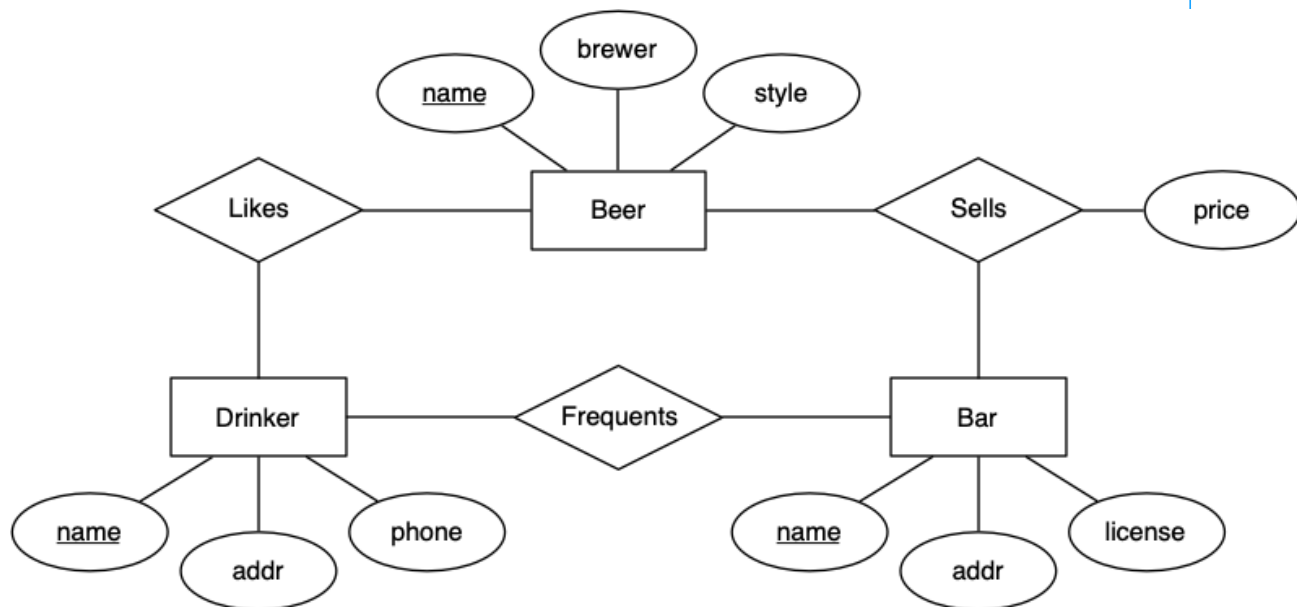 brewer
name
style
Likes
Beer
Sells
price
Drinker
Frequents
Bar
name
addr
phone
name
addr
license